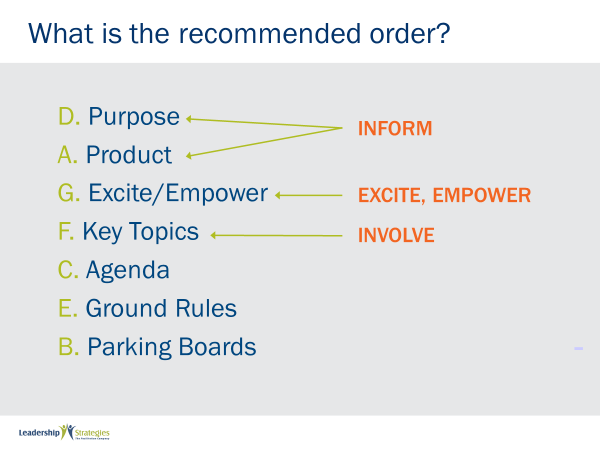 What is the recommended order?
D. Purpose
A. Product
INFORM
G. Excite/Empower
EXCITE, EMPOWER
F. Key Topics
INVOLVE
C. Agenda
E. Ground Rules
B. Parking Boards
Leadership Strategies
The Facilitation Company